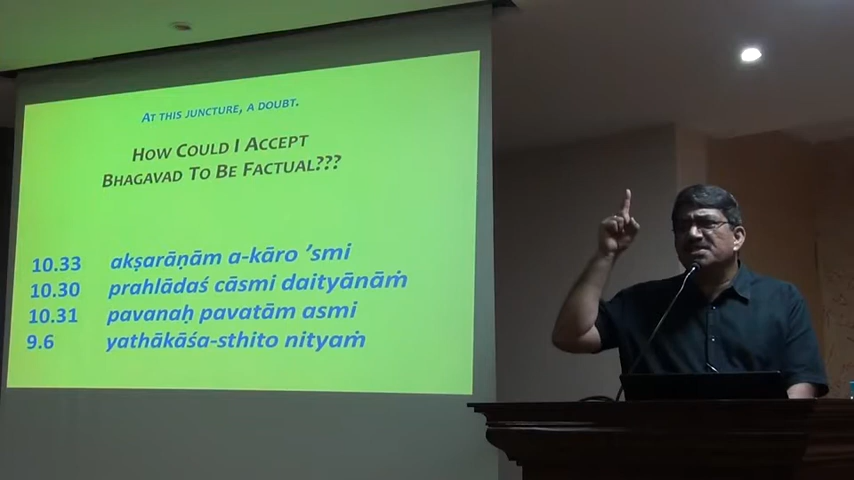 AT THIS JUNCTURE, A DOUBT.
HOW COULD I ACCEPT
BHAGAVAD TO BE FACTUAL???
10.33 akṣarāṇām a-kāro ’smi
10.30 prahlādaś cāsmi daityānāṁ
10.31 pavanaḥ pavatām asmi
9.6 yathākāśa-sthito nityaṁ